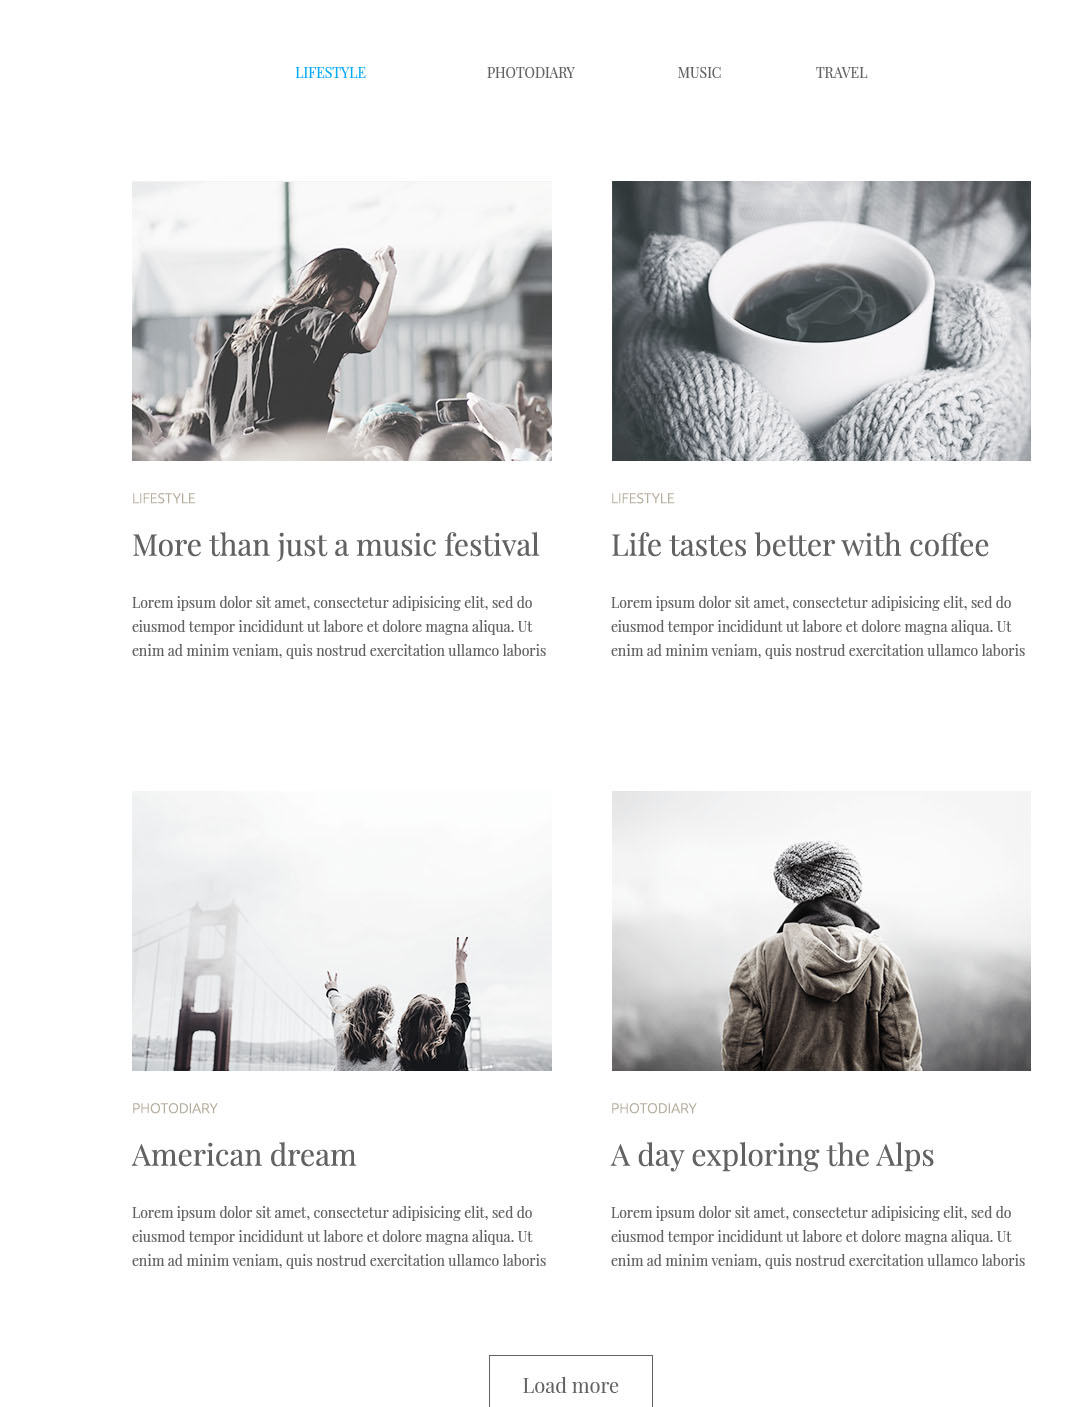 LIFESTYLE PHOTODIARY MUSIC TRAVEL
LIFESTYLE
More than just a music festival
Lorem ipsum dolor sit amet, consectetur adipisicing elit, sed do
eiusmod tempor incididunt ut labore et dolore magna aliqua. Ut
enim ad minim veniam, quis nostrud exercitation ullamco laboris
LIFESTYLE
Life tastes better with coffee
Lorem ipsum dolor sit amet, consectetur adipisicing elit, sed do
eiusmod tempor incididunt ut labore et dolore magna aliqua. Ut
enim ad minim veniam, quis nostrud exercitation ullamco laboris
PHOTODIARY
American dream
Lorem ipsum dolor sit amet, consectetur adipisicing elit, sed do
eiusmod tempor incididunt ut labore et dolore magna aliqua. Ut
enim ad minim veniam, quis nostrud exercitation ullamco laboris
PHOTODIARY
A day exploring the Alps
Lorem ipsum dolor sit amet, consectetur adipisicing elit, sed do
eiusmod tempor incididunt ut labore et dolore magna aliqua. Ut
enim ad minim veniam, quis nostrud exercitation ullamco laboris
Load more